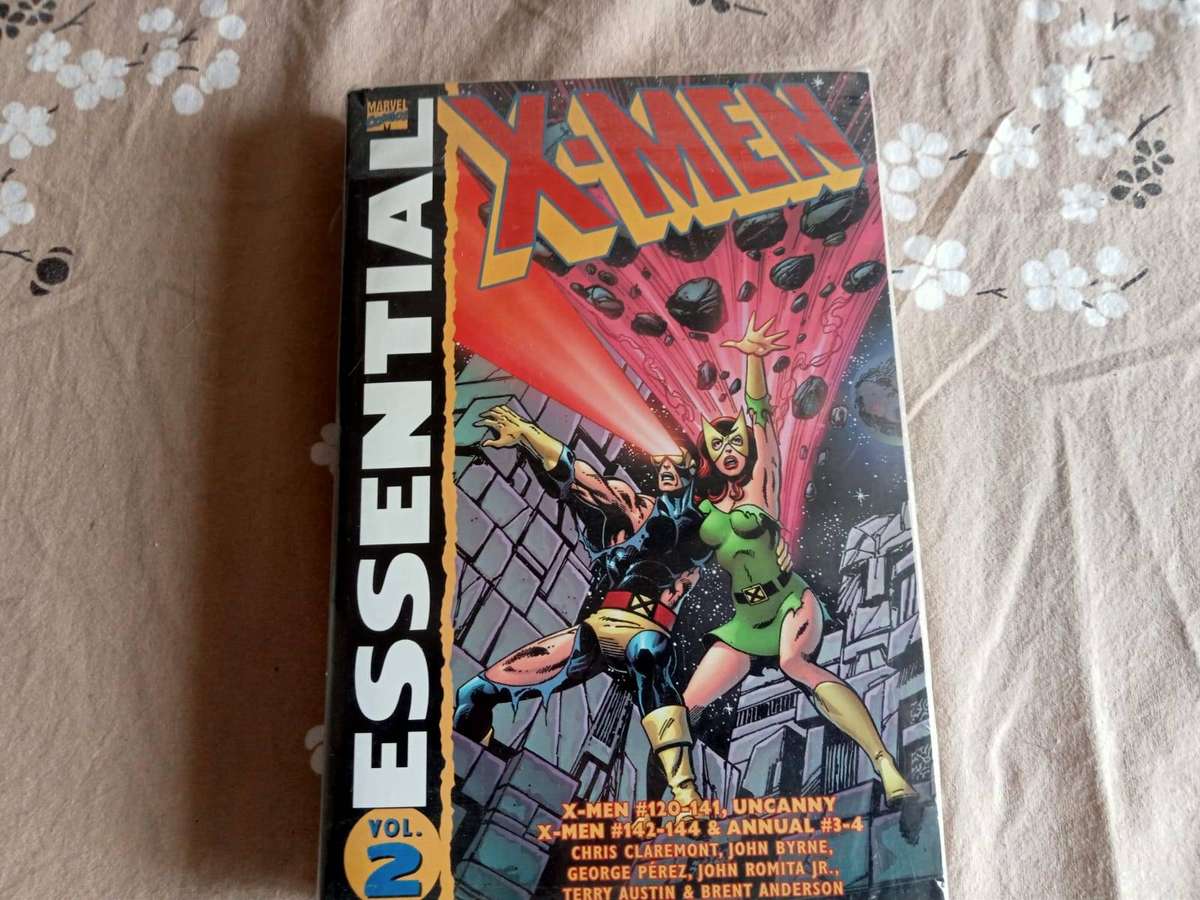 MARVEL
COMICS
ESSENTIAL
VOL.
2
X-MEN
X-MEN #120-141, UNCANNY
X-MEN #142-144 & ANNUAL #3-4
CHRIS CLAREMONT, JOHN BYRNE,
GEORGE PÉREZ, JOHN ROMITA JR.,
TERRY AUSTIN & BRENT ANDERSON